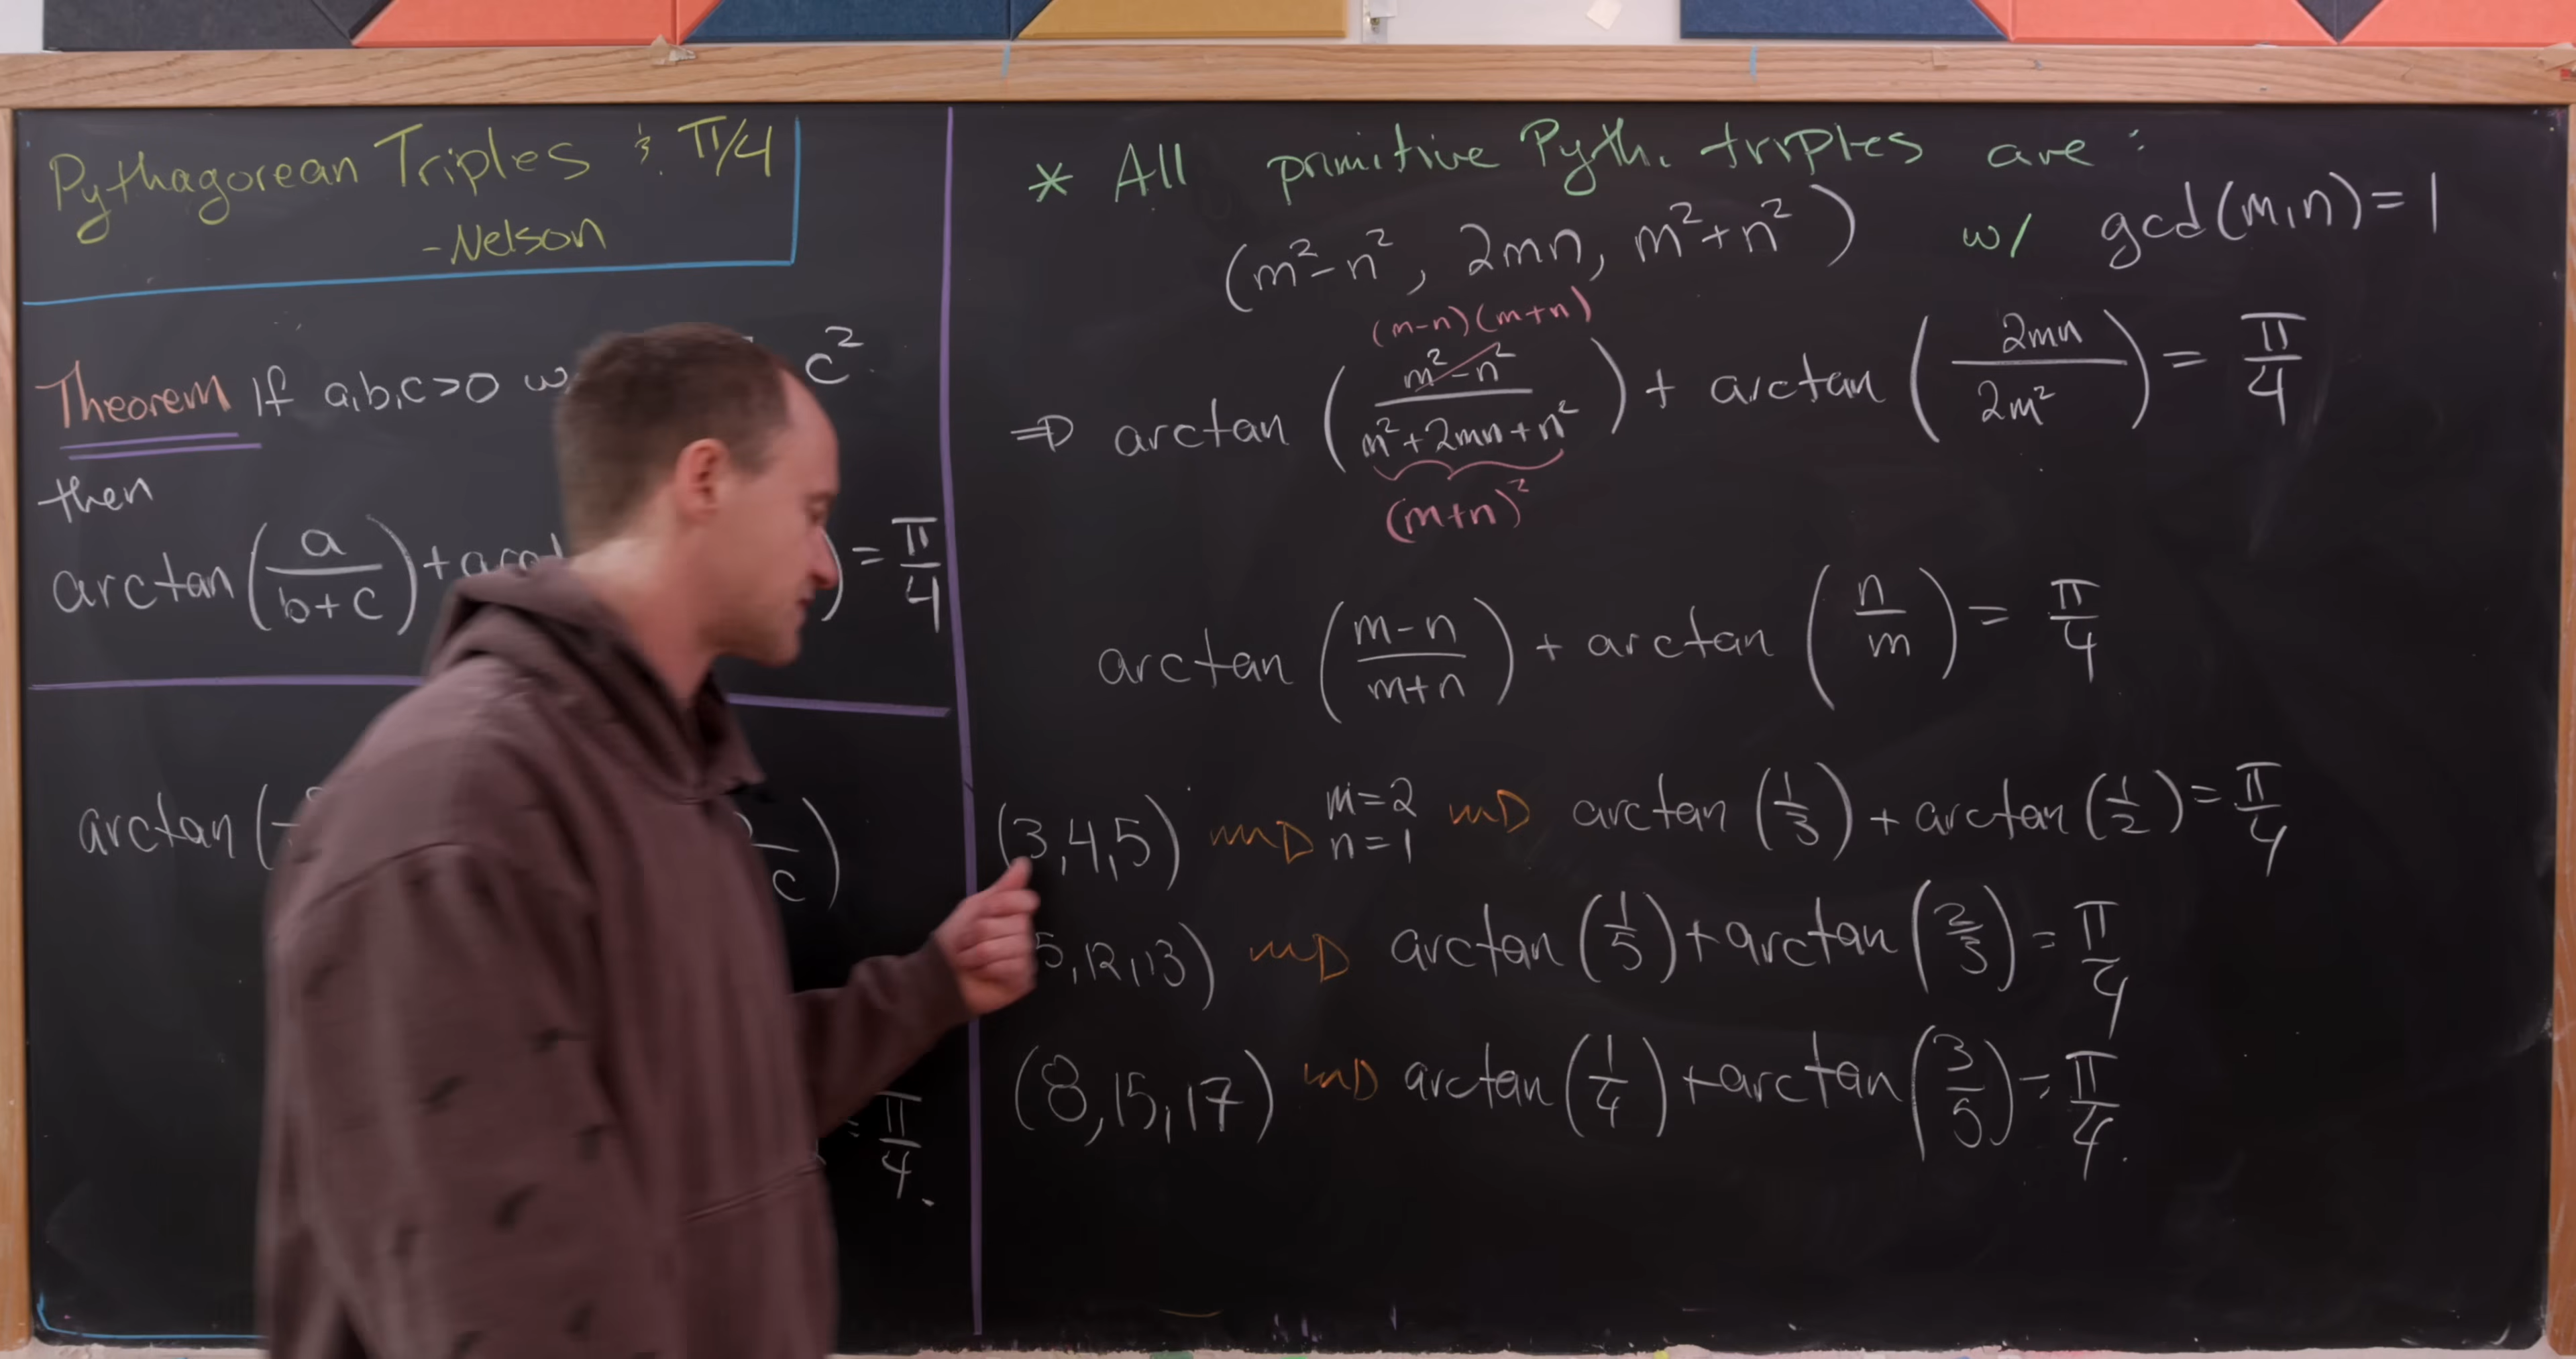 Pythagorean Triples & π/4
-Nelson
Theorem If a,b,c>0 w c²
then
arctan(a/(b+c)) + arc ) = π/4
arctan( c )
= π/4.
* All primitive Pyth. triples are:
(m²-n², 2mn, m²+n²) w/ gcd(m,n)=1
(m-n)(m+n)
⇒ arctan((m²-n²)/(m²+2mn+n²)) + arctan(2mn/2m²) = π/4
(m+n)²
arctan((m-n)/(m+n)) + arctan(n/m) = π/4
(3,4,5) ⇝ m=2 n=1 ⇝ arctan(1/3) + arctan(1/2) = π/4
5,12,13) ⇝ arctan(1/5) + arctan(2/3) = π/4
(8,15,17) ⇝ arctan(1/4) + arctan(3/5) = π/4.